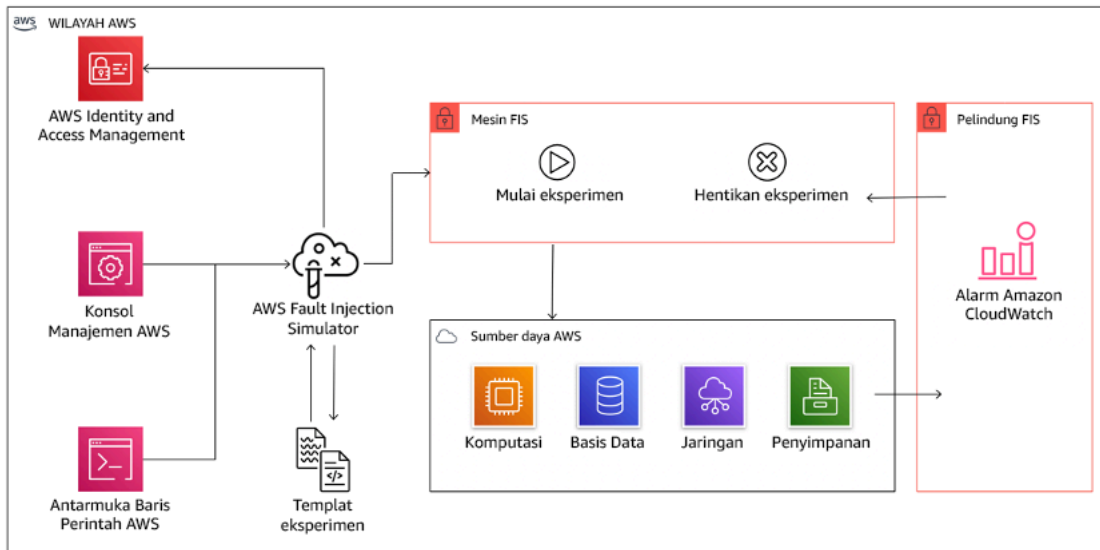 aws WILAYAH AWS
AWS Identity and
Access Management
Konsol
Manajemen AWS
Antarmuka Baris
Perintah AWS
AWS Fault Injection
Simulator
Templat
eksperimen
Mesin FIS
Mulai eksperimen
Hentikan eksperimen
Sumber daya AWS
Komputasi
Basis Data
Jaringan
Penyimpanan
Pelindung FIS
Alarm Amazon
CloudWatch